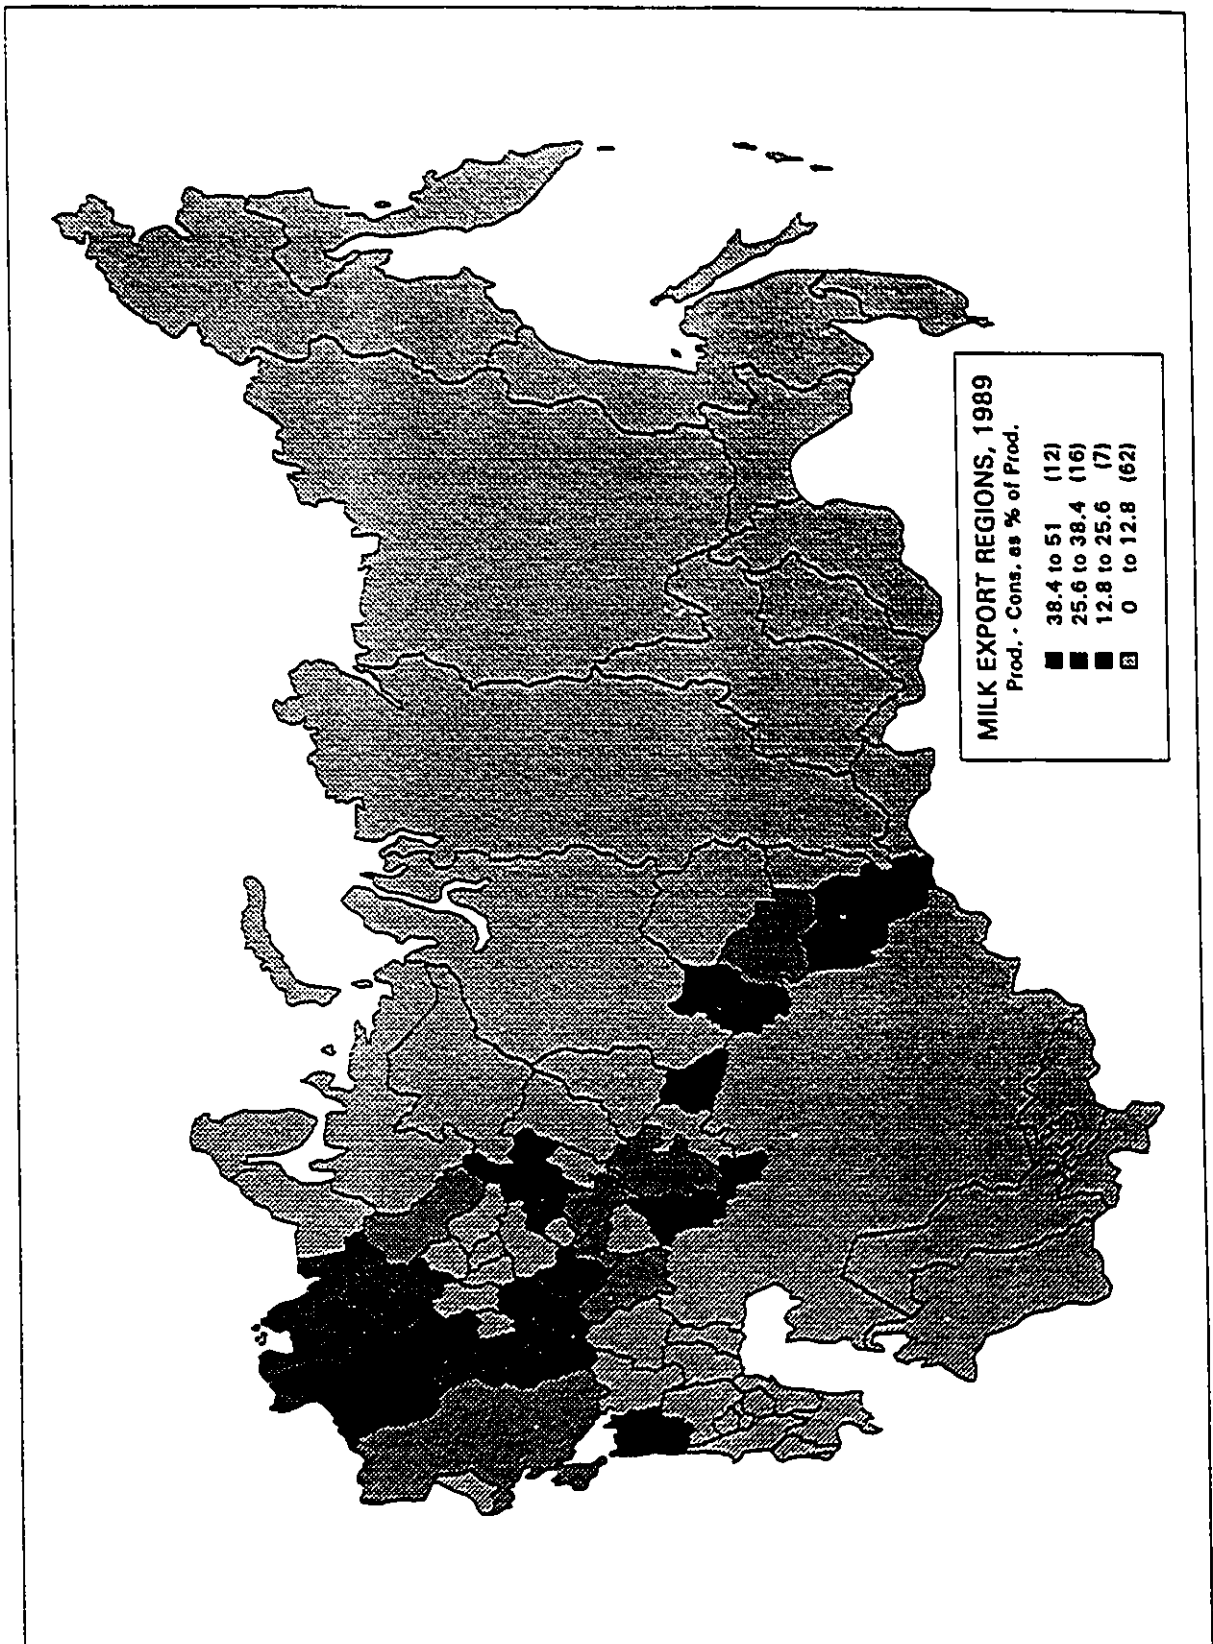 MILK EXPORT REGIONS, 1989
Prod. - Cons. as % of Prod.
38.4 to 51 (12)
25.6 to 38.4 (16)
12.8 to 25.6 (7)
0 to 12.8 (62)